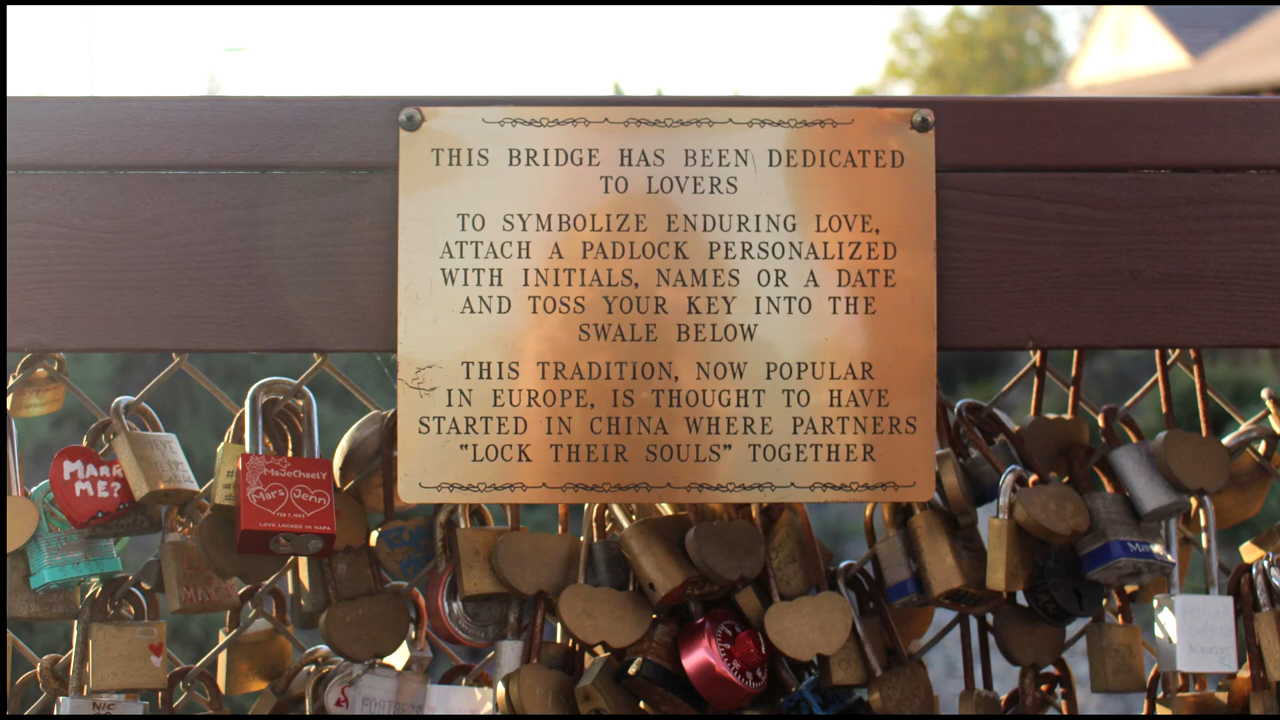 THIS BRIDGE HAS BEEN DEDICATED
TO LOVERS
TO SYMBOLIZE ENDURING LOVE,
ATTACH A PADLOCK PERSONALIZED
WITH INITIALS, NAMES OR A DATE
AND TOSS YOUR KEY INTO THE
SWALE BELOW
THIS TRADITION, NOW POPULAR
IN EUROPE, IS THOUGHT TO HAVE
STARTED IN CHINA WHERE PARTNERS
“LOCK THEIR SOULS” TOGETHER
MARRY
ME?
Mars Jenn
LOVE LOCKED IN NAPA
NIC